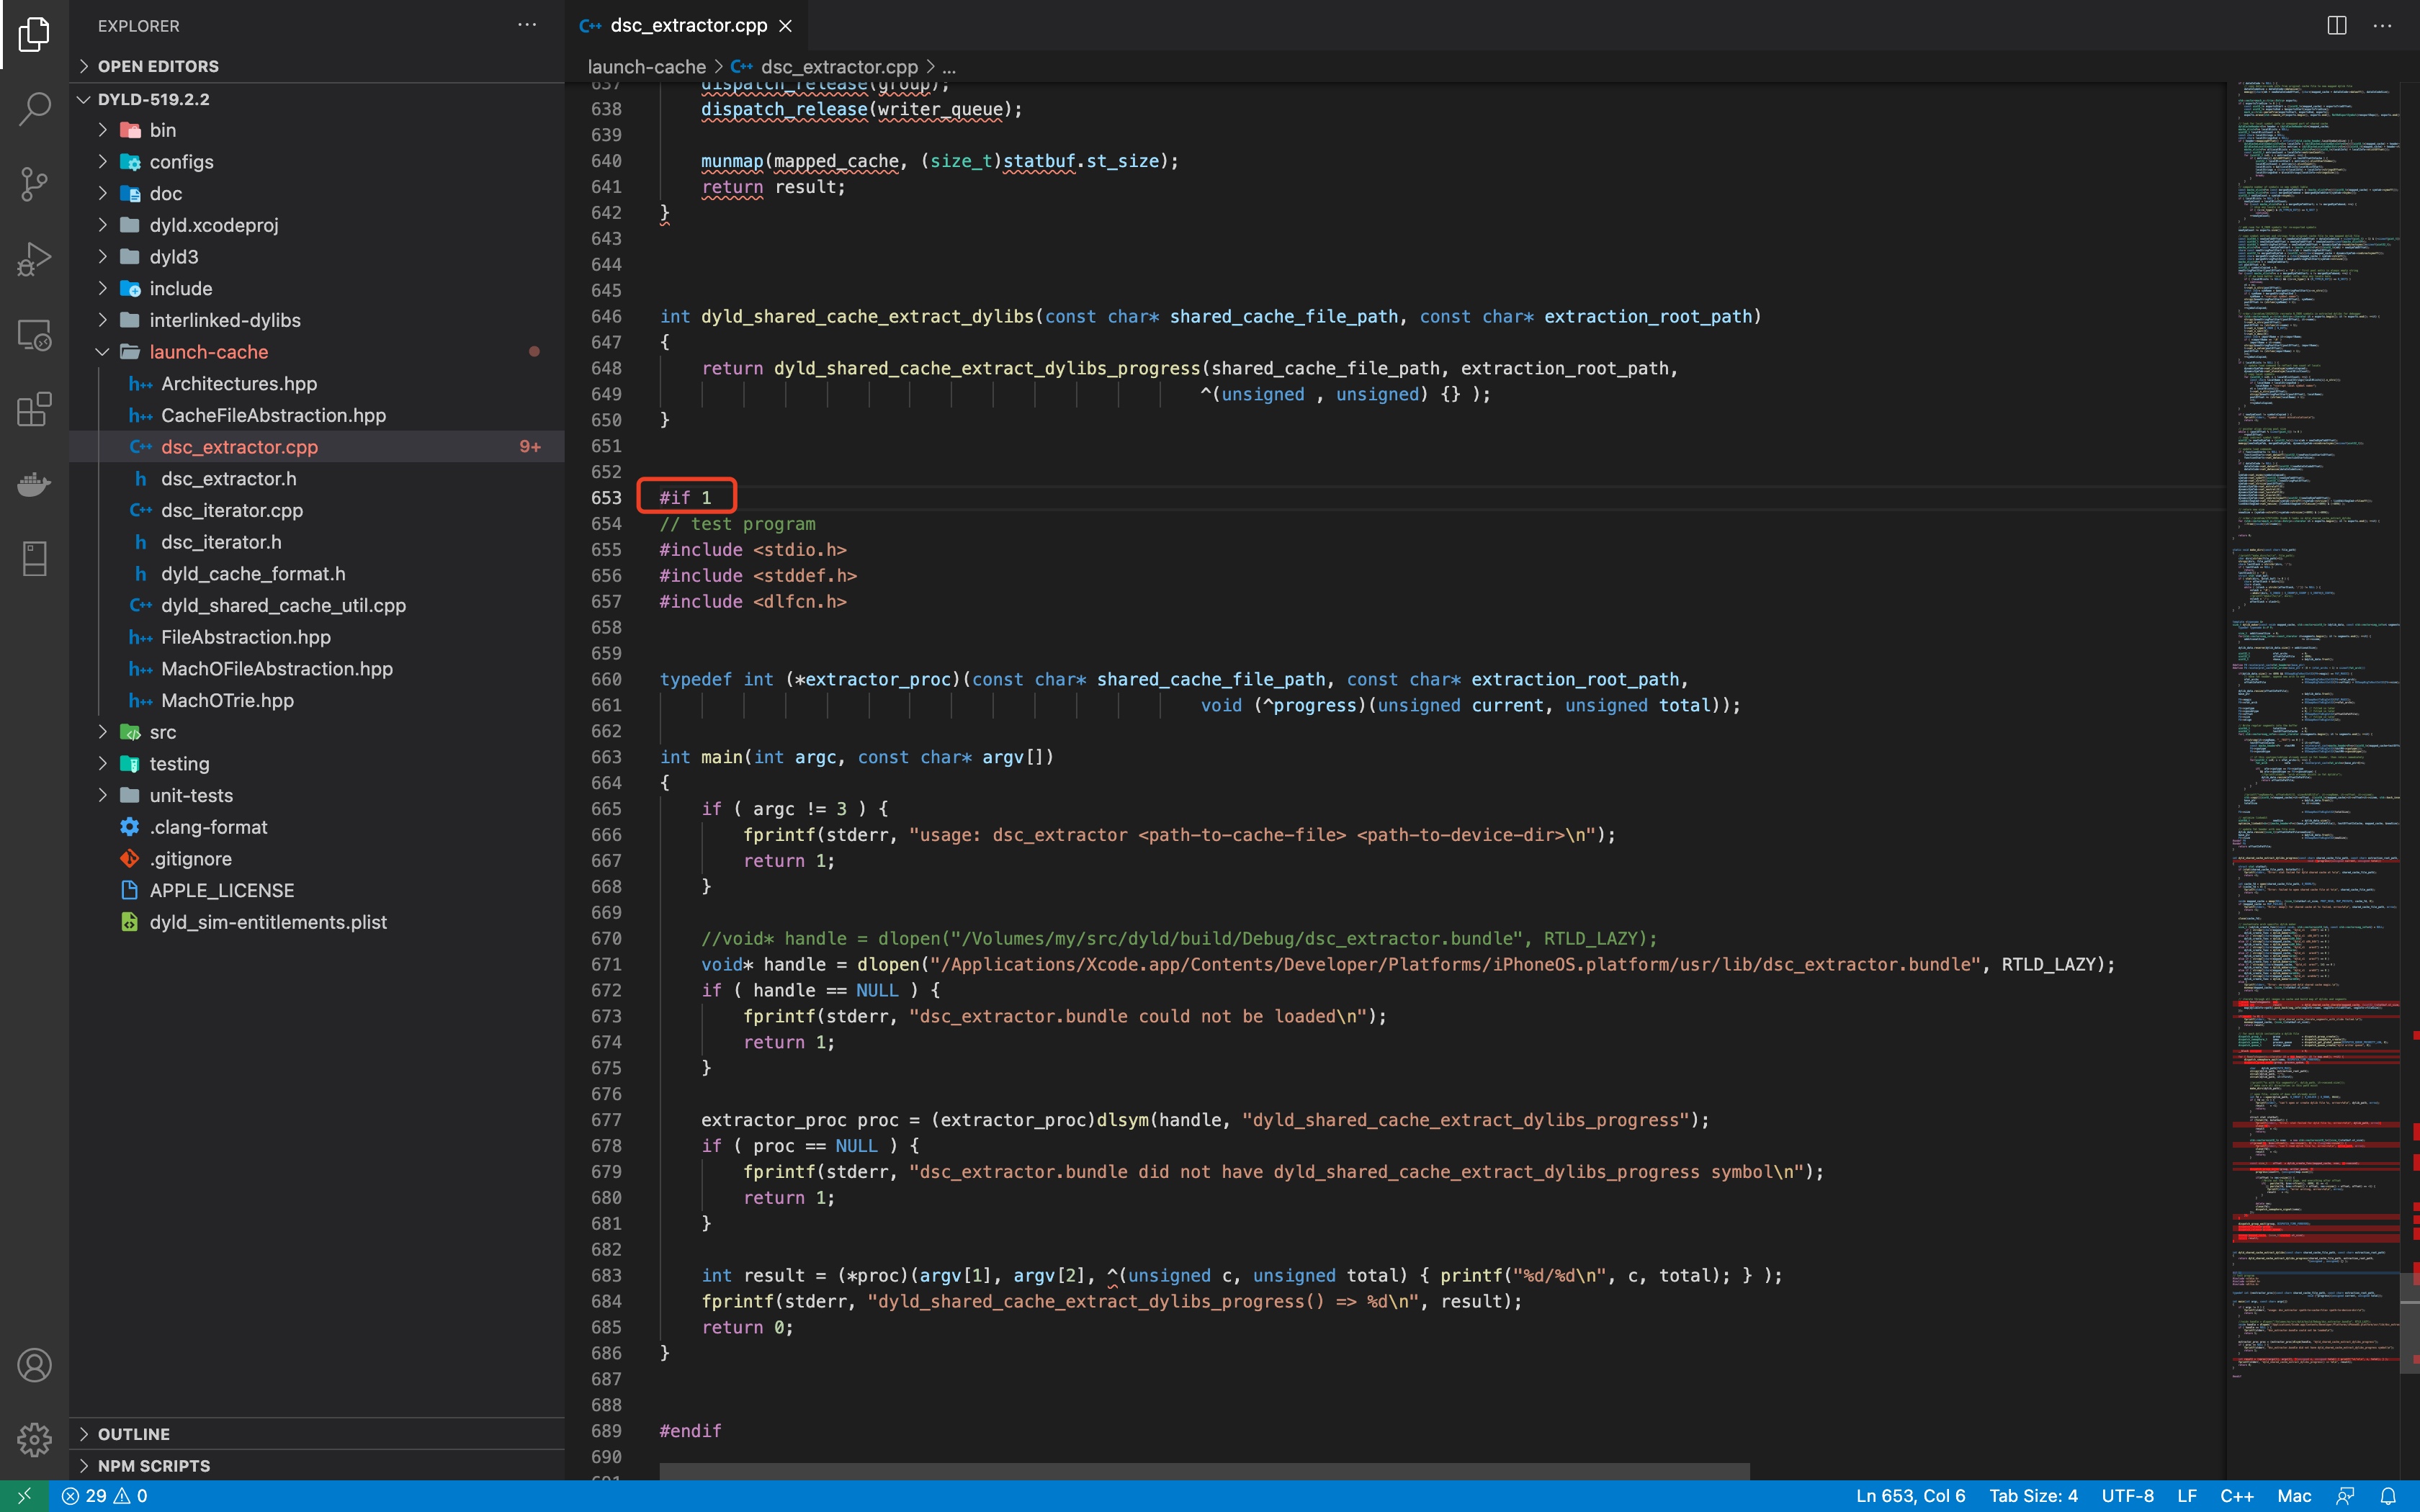 EXPLORER
OPEN EDITORS
DYLD-519.2.2
bin
configs
doc
dyld.xcodeproj
dyld3
include
interlinked-dylibs
launch-cache
Architectures.hpp
CacheFileAbstraction.hpp
dsc_extractor.cpp 9+
dsc_extractor.h
dsc_iterator.cpp
dsc_iterator.h
dyld_cache_format.h
dyld_shared_cache_util.cpp
FileAbstraction.hpp
MachOFileAbstraction.hpp
MachOTrie.hpp
src
testing
unit-tests
.clang-format
.gitignore
APPLE_LICENSE
dyld_sim-entitlements.plist
OUTLINE
NPM SCRIPTS
dsc_extractor.cpp
launch-cache > dsc_extractor.cpp > ...
637 dispatch_release(group);
638 dispatch_release(writer_queue);
639
640 munmap(mapped_cache, (size_t)statbuf.st_size);
641 return result;
642 }
643
644
645
646 int dyld_shared_cache_extract_dylibs(const char* shared_cache_file_path, const char* extraction_root_path)
647 {
648 return dyld_shared_cache_extract_dylibs_progress(shared_cache_file_path, extraction_root_path,
649 ^(unsigned , unsigned) {} );
650 }
651
652
653 #if 1
654 // test program
655 #include <stdio.h>
656 #include <stddef.h>
657 #include <dlfcn.h>
658
659
660 typedef int (*extractor_proc)(const char* shared_cache_file_path, const char* extraction_root_path,
661 void (^progress)(unsigned current, unsigned total));
662
663 int main(int argc, const char* argv[])
664 {
665 if ( argc != 3 ) {
666 fprintf(stderr, "usage: dsc_extractor <path-to-cache-file> <path-to-device-dir>\n");
667 return 1;
668 }
669
670 //void* handle = dlopen("/Volumes/my/src/dyld/build/Debug/dsc_extractor.bundle", RTLD_LAZY);
671 void* handle = dlopen("/Applications/Xcode.app/Contents/Developer/Platforms/iPhoneOS.platform/usr/lib/dsc_extractor.bundle", RTLD_LAZY);
672 if ( handle == NULL ) {
673 fprintf(stderr, "dsc_extractor.bundle could not be loaded\n");
674 return 1;
675 }
676
677 extractor_proc proc = (extractor_proc)dlsym(handle, "dyld_shared_cache_extract_dylibs_progress");
678 if ( proc == NULL ) {
679 fprintf(stderr, "dsc_extractor.bundle did not have dyld_shared_cache_extract_dylibs_progress symbol\n");
680 return 1;
681 }
682
683 int result = (*proc)(argv[1], argv[2], ^(unsigned c, unsigned total) { printf("%d/%d\n", c, total); } );
684 fprintf(stderr, "dyld_shared_cache_extract_dylibs_progress() => %d\n", result);
685 return 0;
686 }
687
688
689 #endif
690
29 0
Ln 653, Col 6 Tab Size: 4 UTF-8 LF C++ Mac